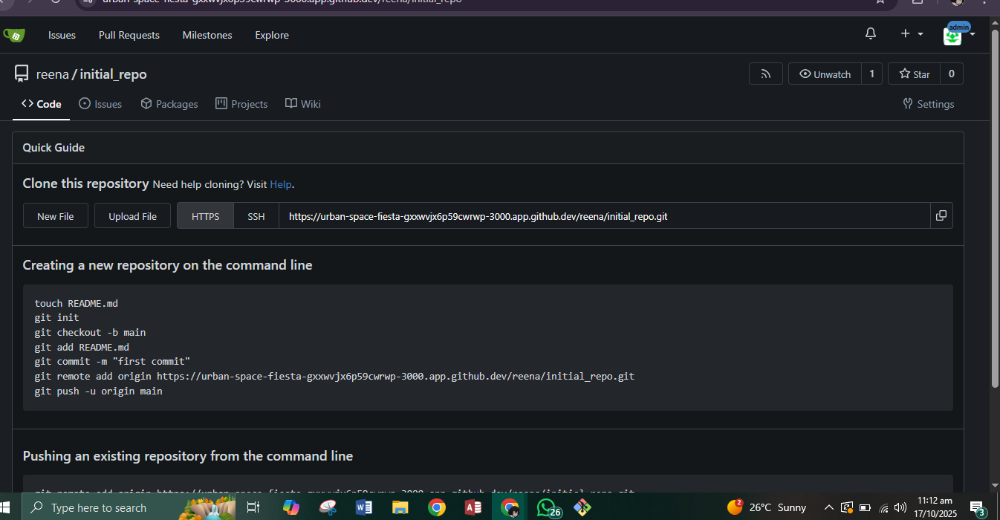 urban-space-fiesta-gxxwvjx6p59cwrwp-3000.app.github.dev/reena/initial_repo
Issues Pull Requests Milestones Explore
admin
reena / initial_repo
Unwatch 1 Star 0
Code Issues Packages Projects Wiki Settings
Quick Guide
Clone this repository Need help cloning? Visit Help.
New File Upload File HTTPS SSH https://urban-space-fiesta-gxxwvjx6p59cwrwp-3000.app.github.dev/reena/initial_repo.git
Creating a new repository on the command line
touch README.md
git init
git checkout -b main
git add README.md
git commit -m "first commit"
git remote add origin https://urban-space-fiesta-gxxwvjx6p59cwrwp-3000.app.github.dev/reena/initial_repo.git
git push -u origin main
Pushing an existing repository from the command line
git remote add origin https://urban-space-fiesta-gxxwvjx6p59cwrwp-3000.app.github.dev/reena/initial_repo.git
Type here to search
26
2
26°C Sunny
11:12 am
17/10/2025
3